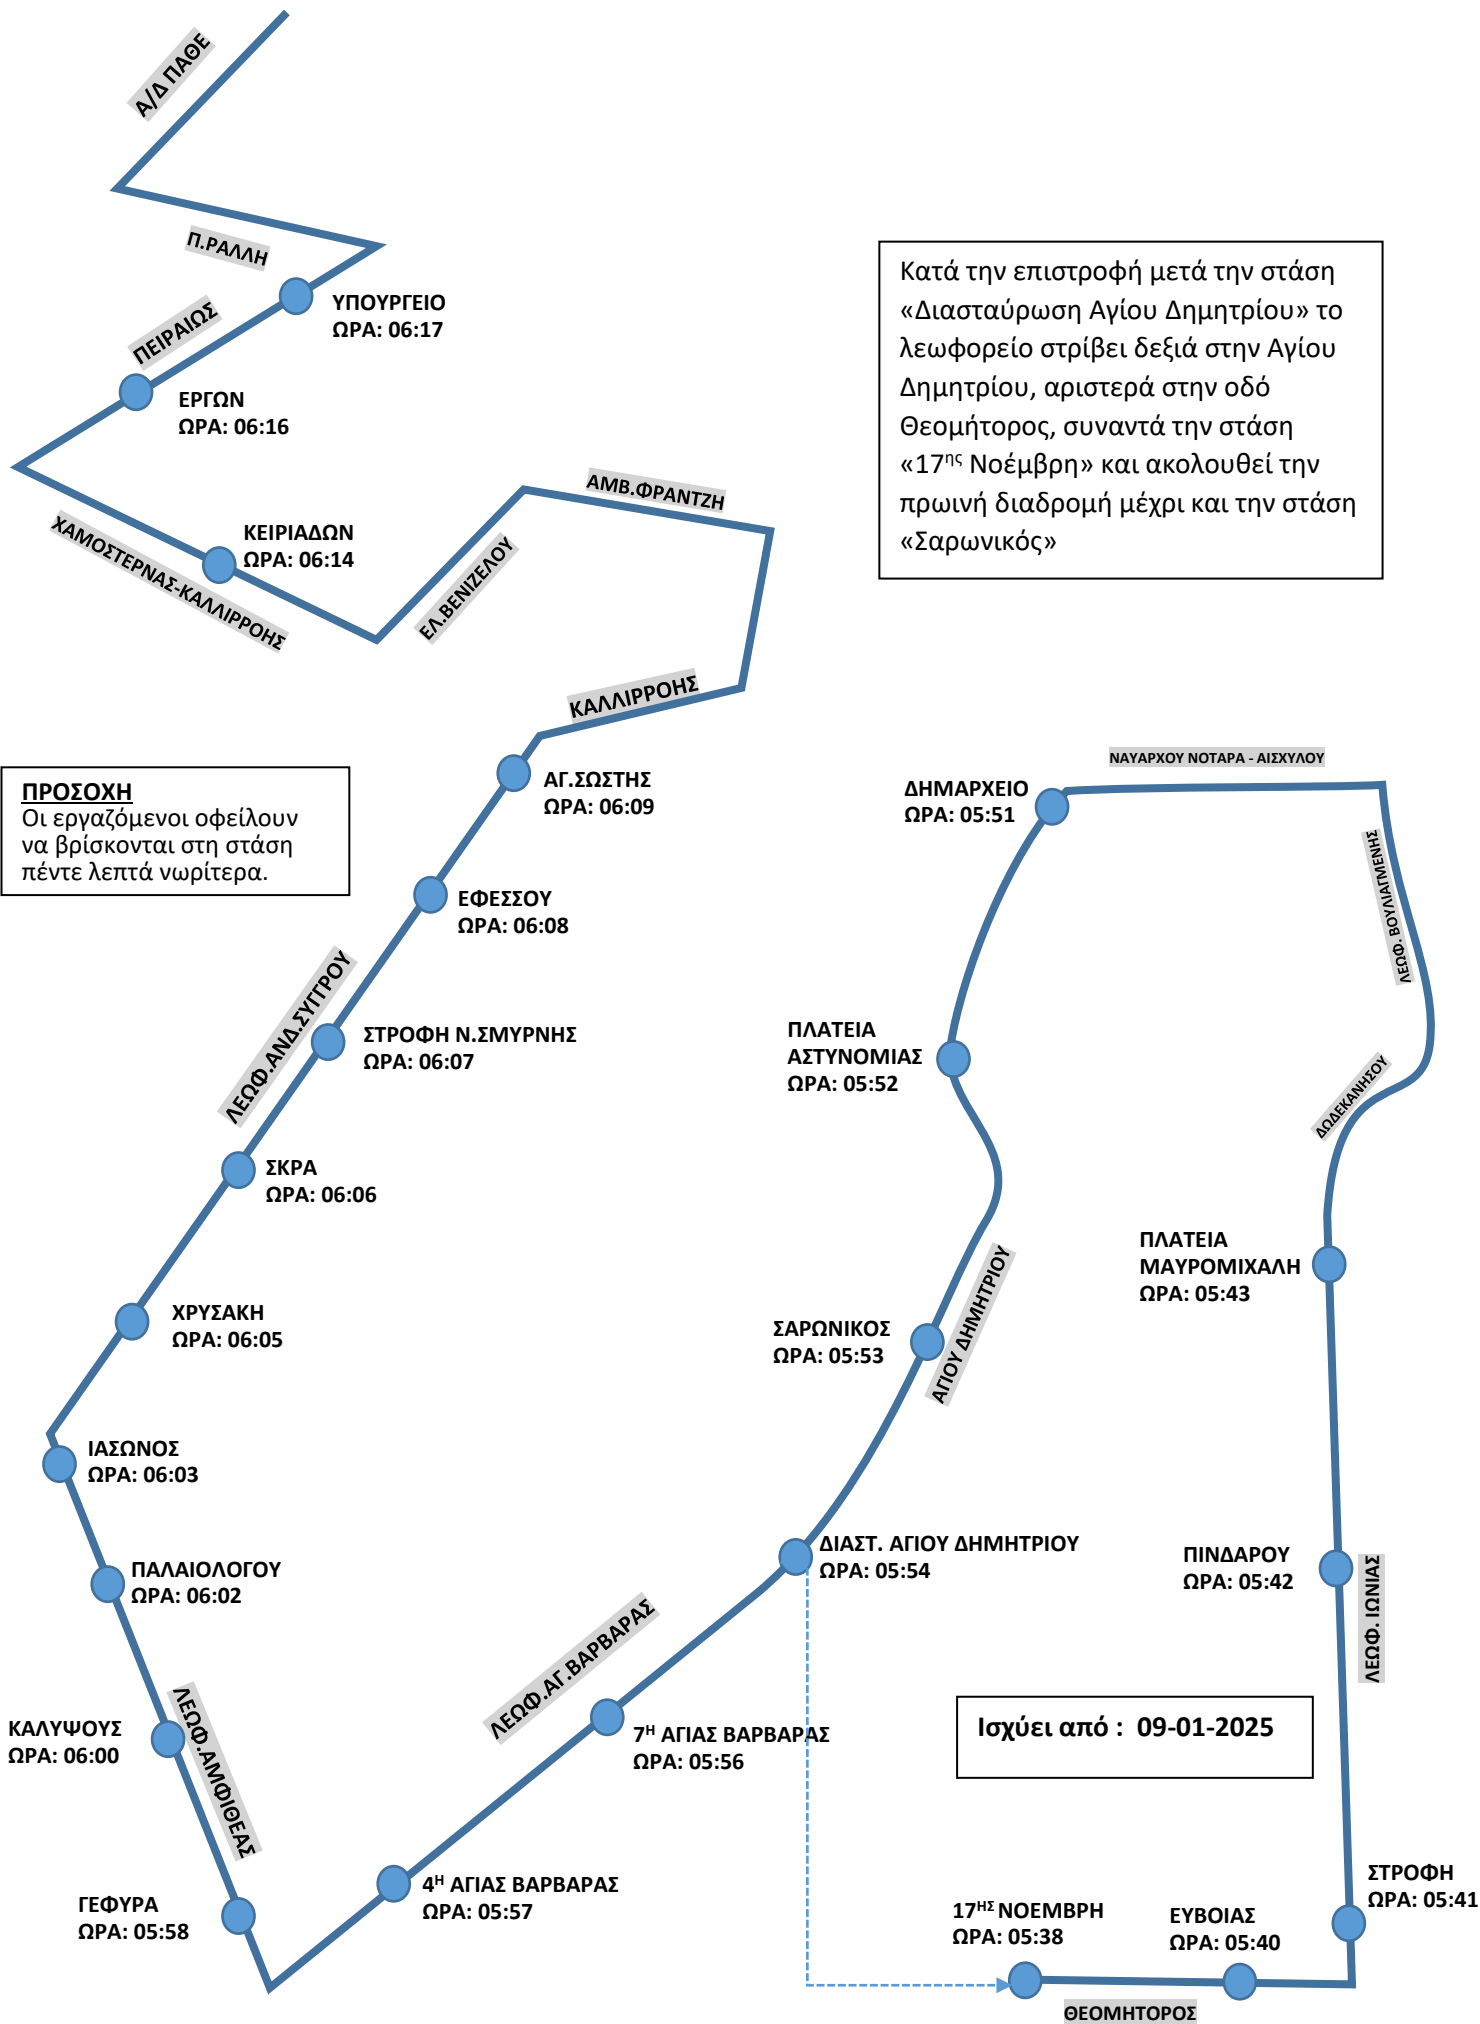 Α/Δ ΠΑΘΕ
Π.ΡΑΛΛΗ
ΥΠΟΥΡΓΕΙΟ
ΩΡΑ: 06:17
ΠΕΙΡΑΙΩΣ
ΕΡΓΩΝ
ΩΡΑ: 06:16
Κατά την επιστροφή μετά την στάση
«Διασταύρωση Αγίου Δημητρίου» το
λεωφορείο στρίβει δεξιά στην Αγίου
Δημητρίου, αριστερά στην οδό
Θεομήτορος, συναντά την στάση
«17ης Νοέμβρη» και ακολουθεί την
πρωινή διαδρομή μέχρι και την στάση
«Σαρωνικός»
ΑΜΒ.ΦΡΑΝΤΖΗ
ΚΕΙΡΙΑΔΩΝ
ΩΡΑ: 06:14
ΧΑΜΟΣΤΕΡΝΑΣ-ΚΑΛΛΙΡΡΟΗΣ
ΕΛ.ΒΕΝΙΖΕΛΟΥ
ΚΑΛΛΙΡΡΟΗΣ
ΠΡΟΣΟΧΗ
Οι εργαζόμενοι οφείλουν
να βρίσκονται στη στάση
πέντε λεπτά νωρίτερα.
ΑΓ.ΣΩΣΤΗΣ
ΩΡΑ: 06:09
ΝΑΥΑΡΧΟΥ ΝΟΤΑΡΑ - ΑΙΣΧΥΛΟΥ
ΔΗΜΑΡΧΕΙΟ
ΩΡΑ: 05:51
ΛΕΩΦ. ΒΟΥΛΙΑΓΜΕΝΗΣ
ΕΦΕΣΣΟΥ
ΩΡΑ: 06:08
ΛΕΩΦ.ΑΝΔ.ΣΥΓΓΡΟΥ
ΣΤΡΟΦΗ Ν.ΣΜΥΡΝΗΣ
ΩΡΑ: 06:07
ΠΛΑΤΕΙΑ
ΑΣΤΥΝΟΜΙΑΣ
ΩΡΑ: 05:52
ΔΩΔΕΚΑΝΗΣΟΥ
ΣΚΡΑ
ΩΡΑ: 06:06
ΠΛΑΤΕΙΑ
ΜΑΥΡΟΜΙΧΑΛΗ
ΩΡΑ: 05:43
ΧΡΥΣΑΚΗ
ΩΡΑ: 06:05
ΣΑΡΩΝΙΚΟΣ
ΩΡΑ: 05:53
ΑΓΙΟΥ ΔΗΜΗΤΡΙΟΥ
ΙΑΣΩΝΟΣ
ΩΡΑ: 06:03
ΔΙΑΣΤ. ΑΓΙΟΥ ΔΗΜΗΤΡΙΟΥ
ΩΡΑ: 05:54
ΠΙΝΔΑΡΟΥ
ΩΡΑ: 05:42
ΛΕΩΦ. ΙΩΝΙΑΣ
ΠΑΛΑΙΟΛΟΓΟΥ
ΩΡΑ: 06:02
ΛΕΩΦ.ΑΓ.ΒΑΡΒΑΡΑΣ
ΚΑΛΥΨΟΥΣ
ΩΡΑ: 06:00
ΛΕΩΦ.ΑΜΦΙΘΕΑΣ
7Η ΑΓΙΑΣ ΒΑΡΒΑΡΑΣ
ΩΡΑ: 05:56
Ισχύει από : 09-01-2025
4Η ΑΓΙΑΣ ΒΑΡΒΑΡΑΣ
ΩΡΑ: 05:57
ΓΕΦΥΡΑ
ΩΡΑ: 05:58
17ΗΣ ΝΟΕΜΒΡΗ
ΩΡΑ: 05:38
ΕΥΒΟΙΑΣ
ΩΡΑ: 05:40
ΣΤΡΟΦΗ
ΩΡΑ: 05:41
ΘΕΟΜΗΤΟΡΟΣ